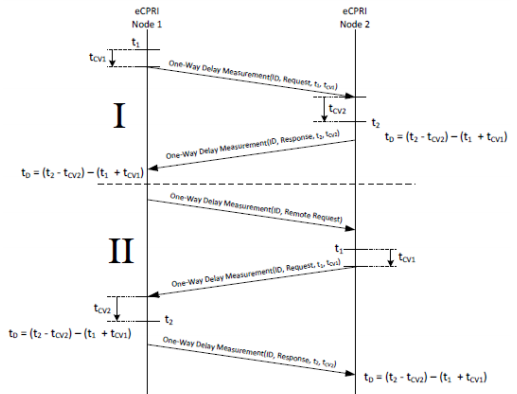 eCPRI
Node 1
eCPRI
Node 2
t1
tCV1
One-Way Delay Measurement(ID, Request, t1, tCV1)
I
tCV2
t2
tD = (t2 - tCV2) – (t1 + tCV1)
One-Way Delay Measurement(ID, Response, t2, tCV2)
tD = (t2 - tCV2) – (t1 + tCV1)
One-Way Delay Measurement(ID, Remote Request)
II
t1
tCV1
One-Way Delay Measurement(ID, Request, t1, tCV1)
tCV2
t2
tD = (t2 - tCV2) – (t1 + tCV1)
One-Way Delay Measurement(ID, Response, t2, tCV2)
tD = (t2 - tCV2) – (t1 + tCV1)